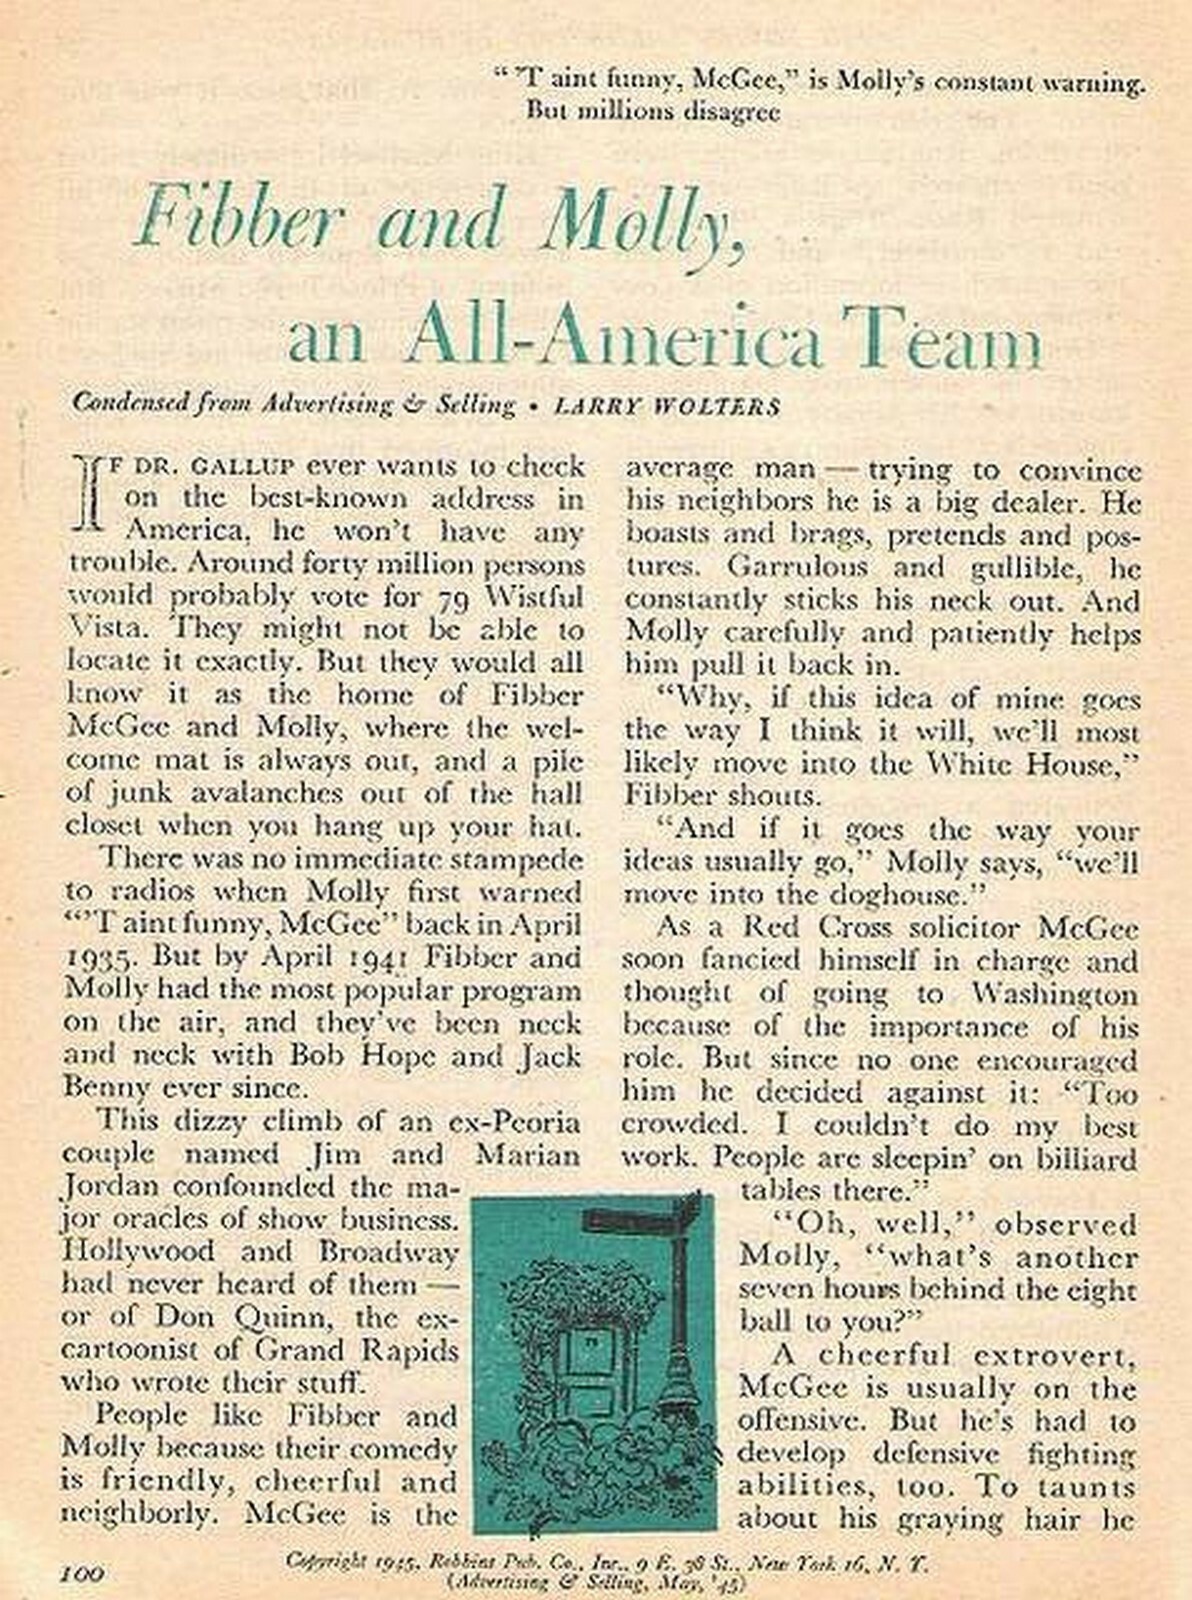 “ 'T aint funny, McGee,” is Molly's constant warning.
But millions disagree
Fibber and Molly,
an All-America Team
Condensed from Advertising & Selling • LARRY WOLTERS
IF DR. GALLUP ever wants to check
on the best-known address in
America, he won't have any
trouble. Around forty million persons
would probably vote for 79 Wistful
Vista. They might not be able to
locate it exactly. But they would all
know it as the home of Fibber
McGee and Molly, where the wel-
come mat is always out, and a pile
of junk avalanches out of the hall
closet when you hang up your hat.
There was no immediate stampede
to radios when Molly first warned
“'T aint funny, McGee” back in April
1935. But by April 1941 Fibber and
Molly had the most popular program
on the air, and they've been neck
and neck with Bob Hope and Jack
Benny ever since.
This dizzy climb of an ex-Peoria
couple named Jim and Marian
Jordan confounded the ma-
jor oracles of show business.
Hollywood and Broadway
had never heard of them —
or of Don Quinn, the ex-
cartoonist of Grand Rapids
who wrote their stuff.
People like Fibber and
Molly because their comedy
is friendly, cheerful and
neighborly. McGee is the
average man — trying to convince
his neighbors he is a big dealer. He
boasts and brags, pretends and pos-
tures. Garrulous and gullible, he
constantly sticks his neck out. And
Molly carefully and patiently helps
him pull it back in.
“Why, if this idea of mine goes
the way I think it will, we'll most
likely move into the White House,”
Fibber shouts.
“And if it goes the way your
ideas usually go,” Molly says, “we'll
move into the doghouse.”
As a Red Cross solicitor McGee
soon fancied himself in charge and
thought of going to Washington
because of the importance of his
role. But since no one encouraged
him he decided against it: “Too
crowded. I couldn't do my best
work. People are sleepin' on billiard
tables there.”
“Oh, well,” observed
Molly, “what's another
seven hours behind the eight
ball to you?”
A cheerful extrovert,
McGee is usually on the
offensive. But he's had to
develop defensive fighting
abilities, too. To taunts
about his graying hair he
100
Copyright 1945, Robbins Pub. Co., Inc., 9 E. 38 St., New York 16, N. Y.
(Advertising & Selling, May, '45)